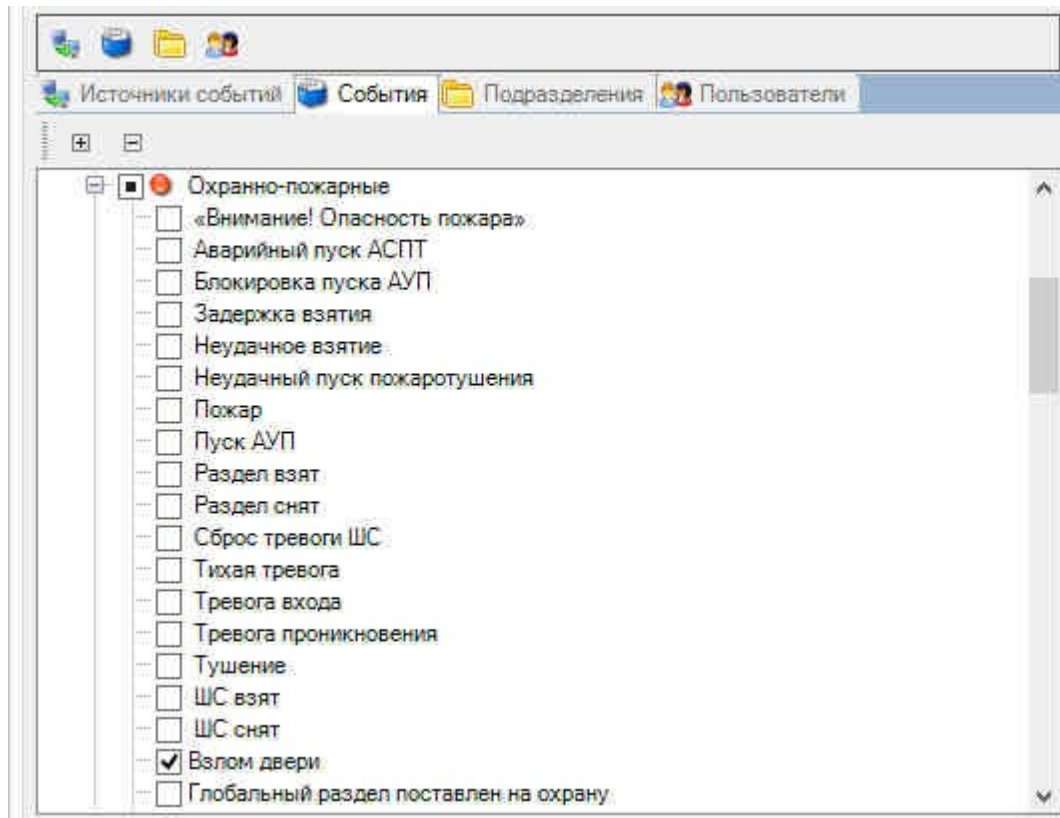 Источники событий События Подразделения Пользователи
Охранно-пожарные
«Внимание! Опасность пожара»
Аварийный пуск АСПТ
Блокировка пуска АУП
Задержка взятия
Неудачное взятие
Неудачный пуск пожаротушения
Пожар
Пуск АУП
Раздел взят
Раздел снят
Сброс тревоги ШС
Тихая тревога
Тревога входа
Тревога проникновения
Тушение
ШС взят
ШС снят
Взлом двери
Глобальный раздел поставлен на охрану